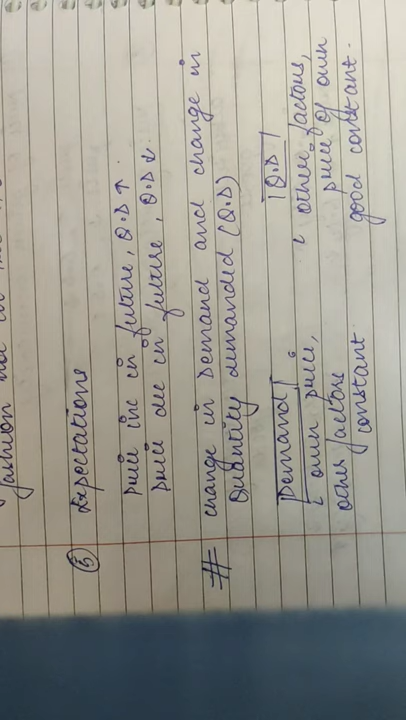 fashion
⑤ Expectations
Price inc in future, Q.D ↑.
Price dec in future, Q.D ↓.
# change in Demand and change in
Quantity demanded (Q.D)
Demand Q.D
own price, other factors,
other factors price of own
constant good constant.